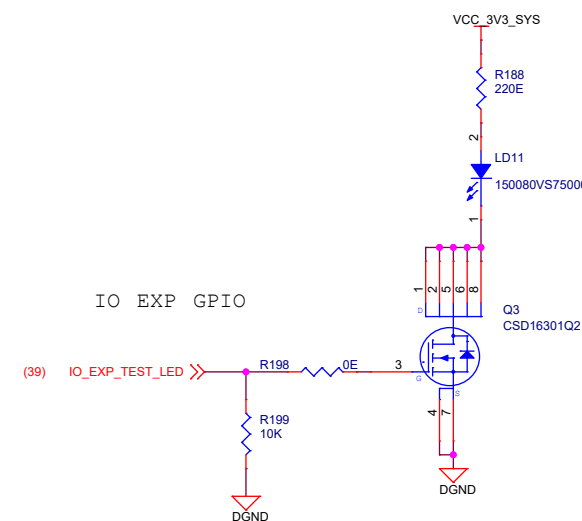 VCC_3V3_SYS
R188
220E
2
LD11
150080VS7500
1
1
2
5
6
8
D
Q3
CSD16301Q2
IO EXP GPIO
(39)
IO_EXP_TEST_LED
R198
0E
3
G
S
R199
10K
4
7
DGND
DGND